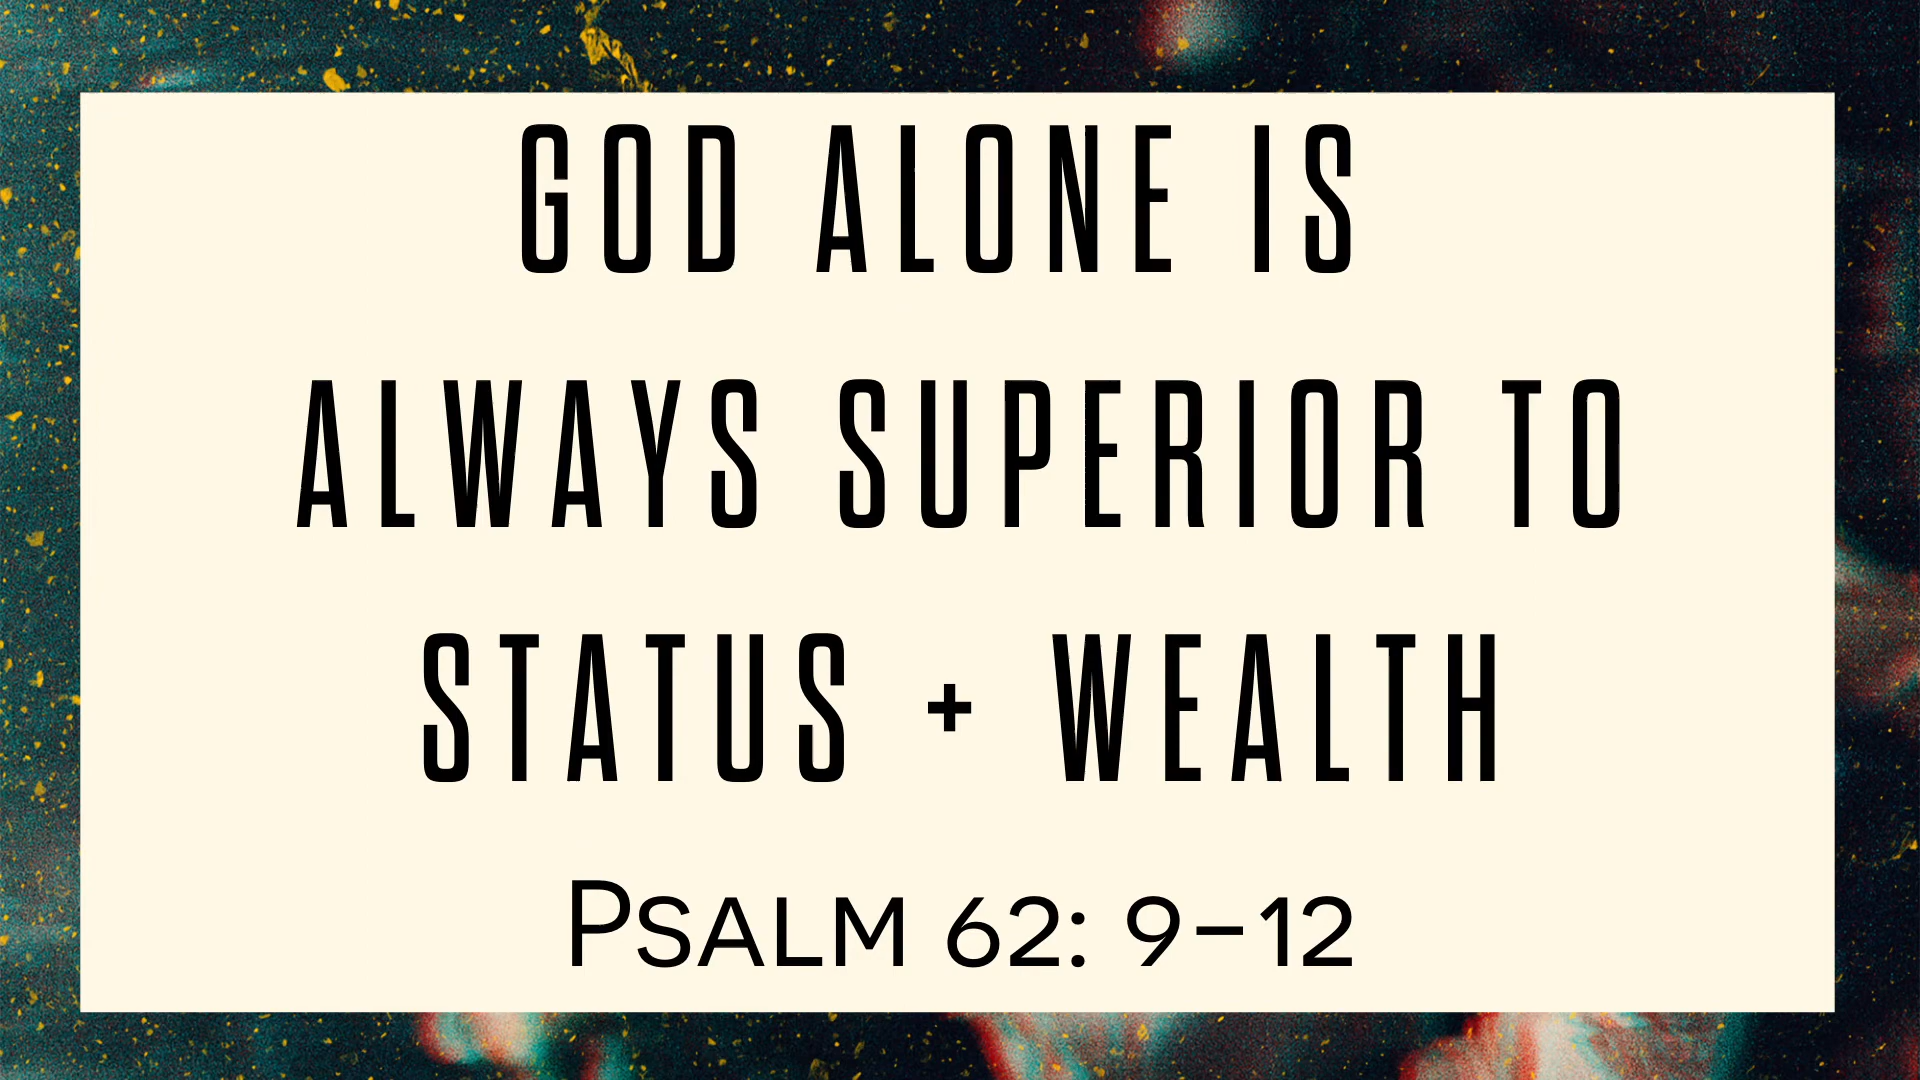 GOD ALONE IS
ALWAYS SUPERIOR TO
STATUS + WEALTH
Psalm 62: 9–12